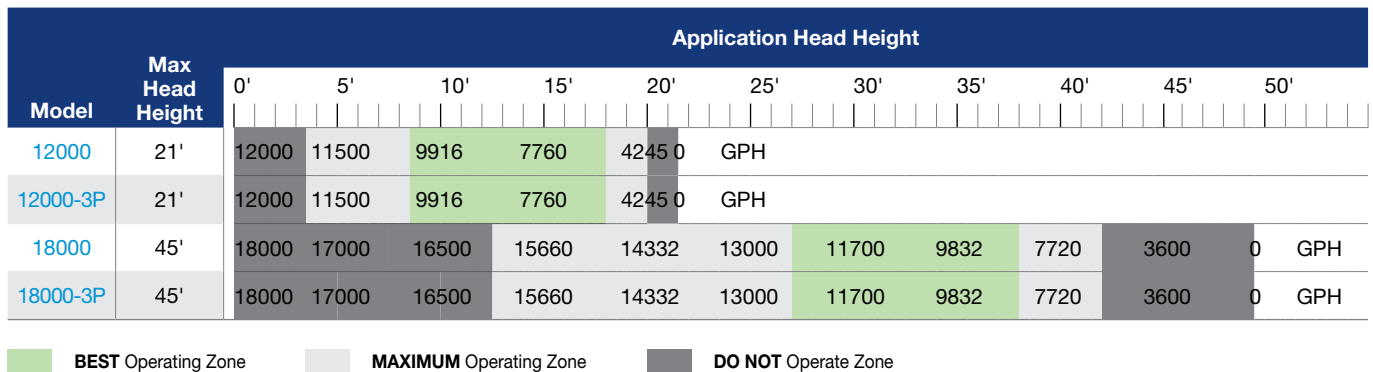 Application Head Height
Model Max Head Height 0' 5' 10' 15' 20' 25' 30' 35' 40' 45' 50'
12000 21' 12000 11500 9916 7760 4245 0 GPH
12000-3P 21' 12000 11500 9916 7760 4245 0 GPH
18000 45' 18000 17000 16500 15660 14332 13000 11700 9832 7720 3600 0 GPH
18000-3P 45' 18000 17000 16500 15660 14332 13000 11700 9832 7720 3600 0 GPH
BEST Operating Zone MAXIMUM Operating Zone DO NOT Operate Zone